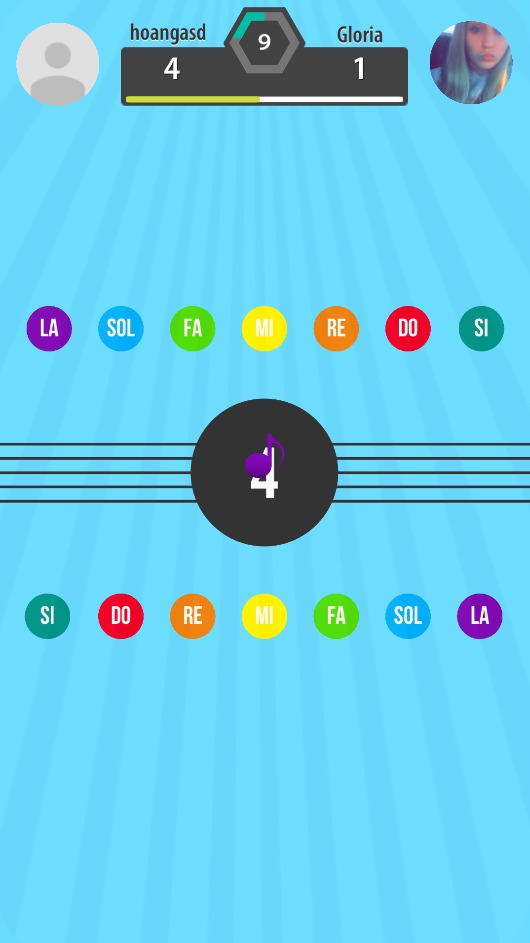 hoangasd 9 Gloria
4 1
LA SOL FA MI RE DO SI
4
SI DO RE MI FA SOL LA